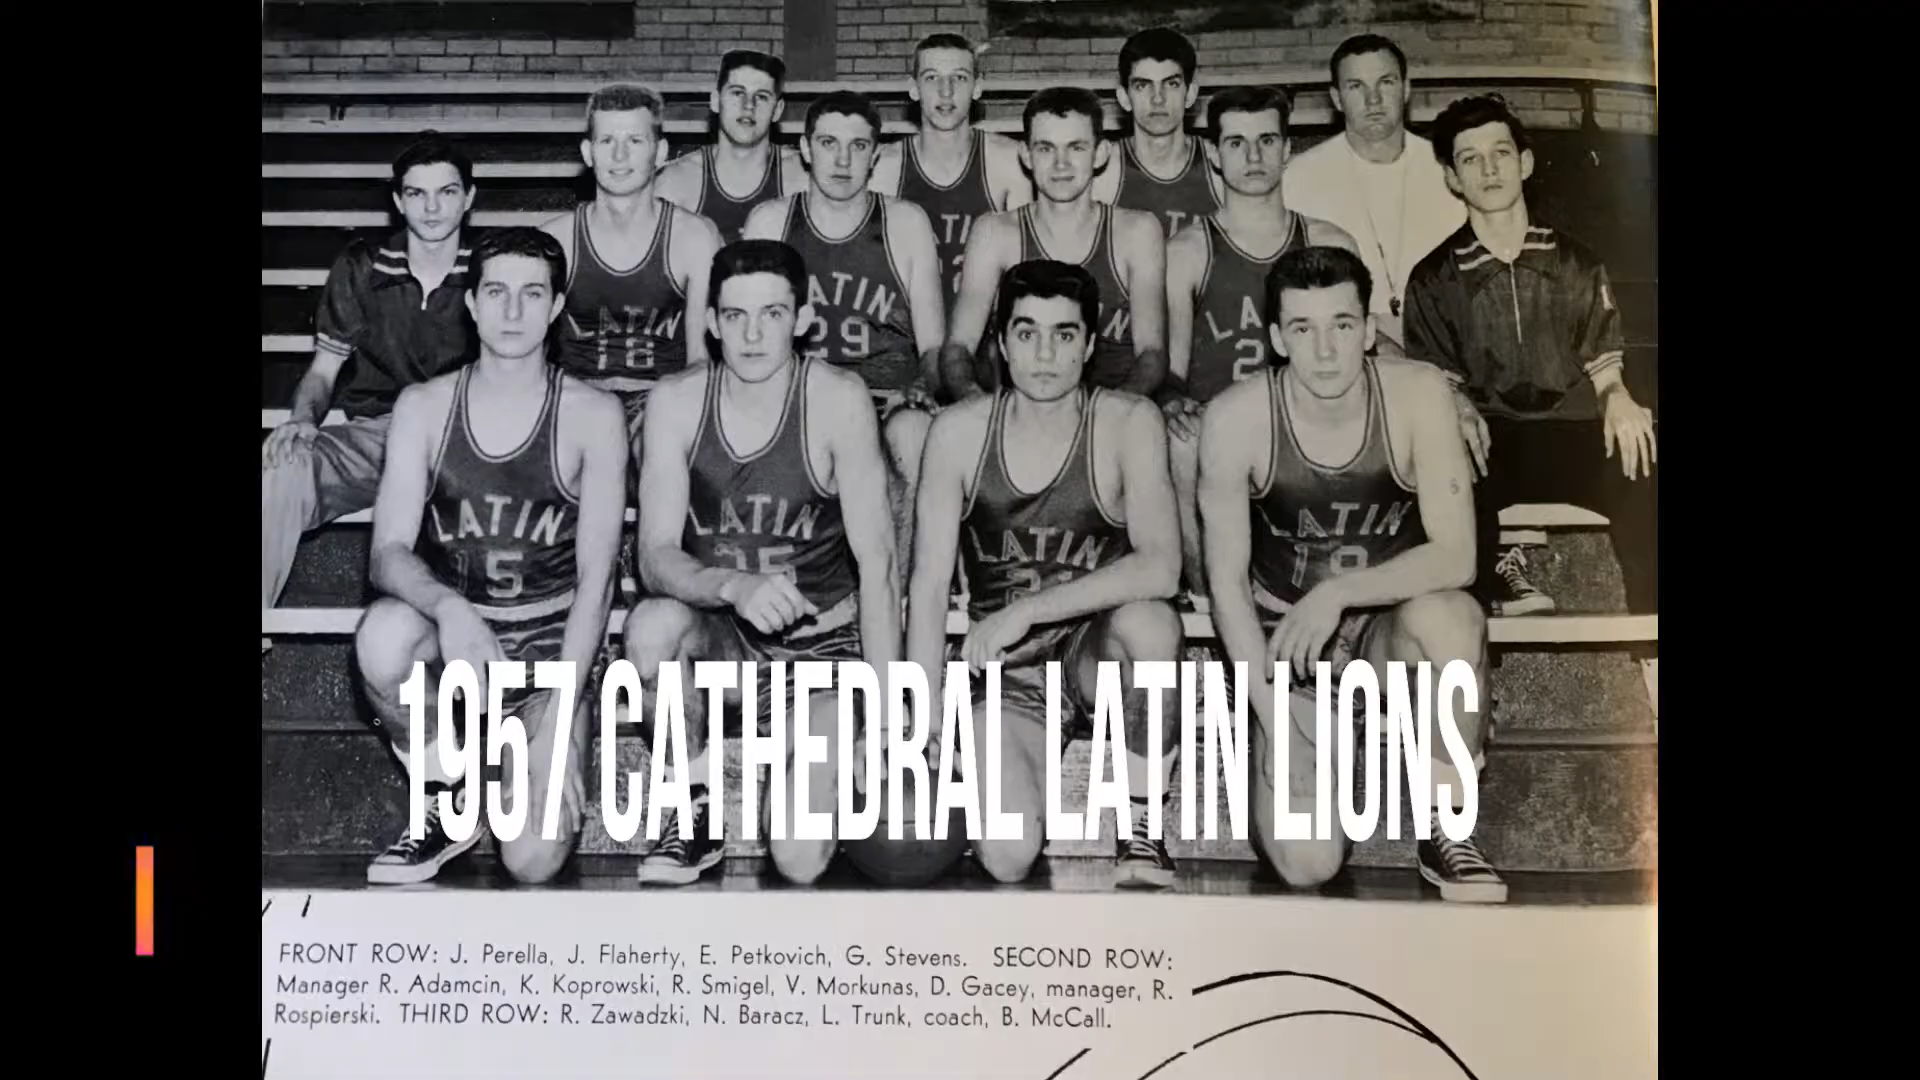 LATIN
18
LATIN
29
LATIN
15
LATIN
LATIN
LATIN
1957 CATHEDRAL LATIN LIONS
FRONT ROW: J. Perella, J. Flaherty, E. Petkovich, G. Stevens. SECOND ROW:
Manager R. Adamcin, K. Koprowski, R. Smigel, V. Morkunas, D. Gacey, manager, R.
Rospierski. THIRD ROW: R. Zawadzki, N. Baracz, L. Trunk, coach, B. McCall.